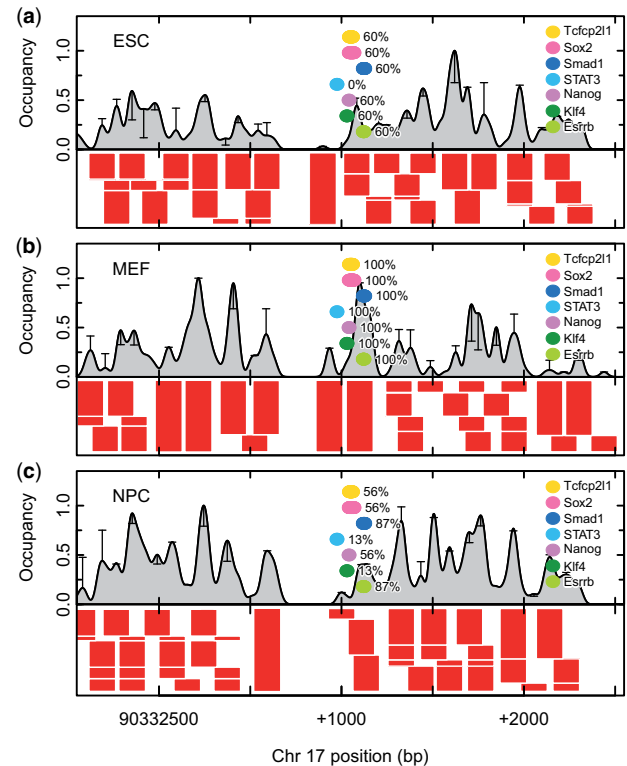 (a)
ESC
Occupancy
1.0
0.5
0.0
60%
60%
60%
0%
60%
60%
60%
Tcfcp2l1
Sox2
Smad1
STAT3
Nanog
Klf4
Esrrb
(b)
MEF
Occupancy
1.0
0.5
0.0
100%
100%
100%
100%
100%
100%
100%
Tcfcp2l1
Sox2
Smad1
STAT3
Nanog
Klf4
Esrrb
(c)
NPC
Occupancy
1.0
0.5
0.0
56%
56%
87%
13%
56%
13%
87%
Tcfcp2l1
Sox2
Smad1
STAT3
Nanog
Klf4
Esrrb
90332500 +1000 +2000
Chr 17 position (bp)